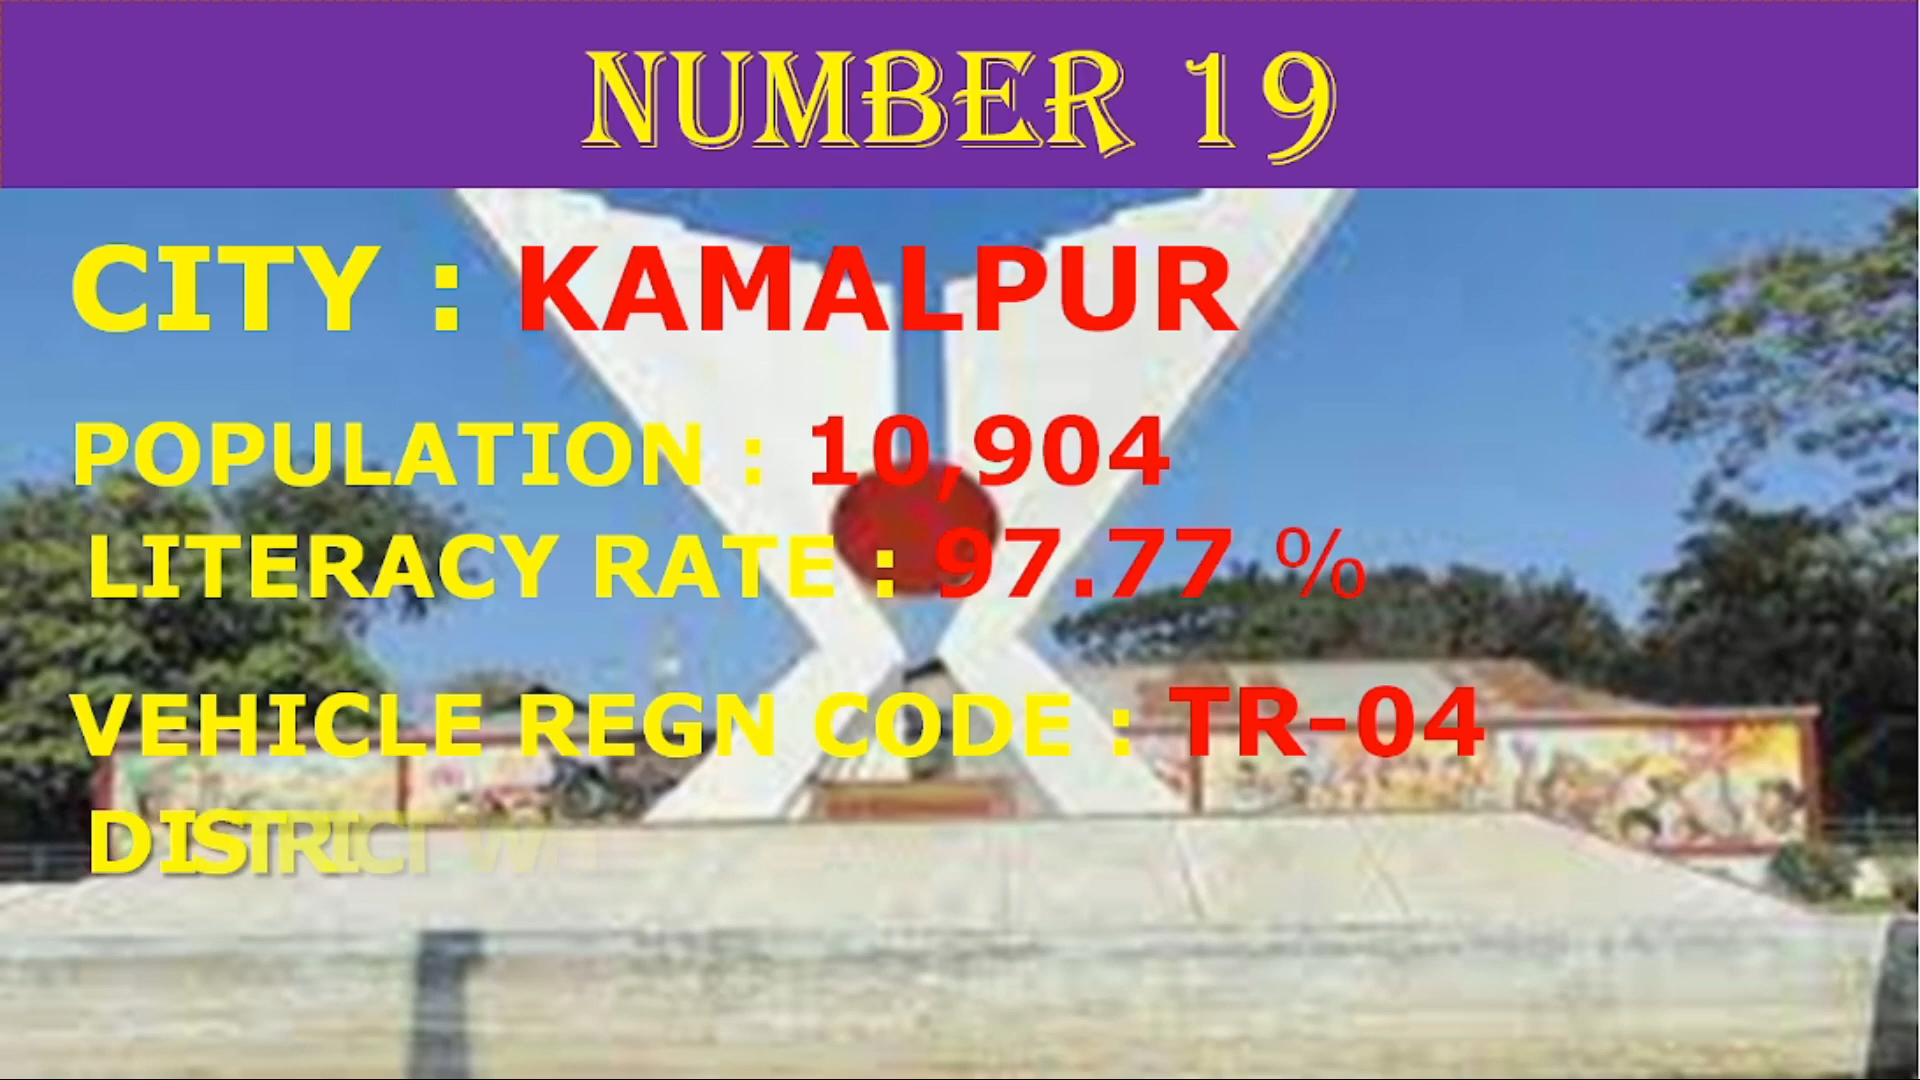 NUMBER 19
CITY : KAMALPUR
POPULATION : 10,904
LITERACY RATE : 97.77 %
VEHICLE REGN CODE : TR-04
DISTRICT